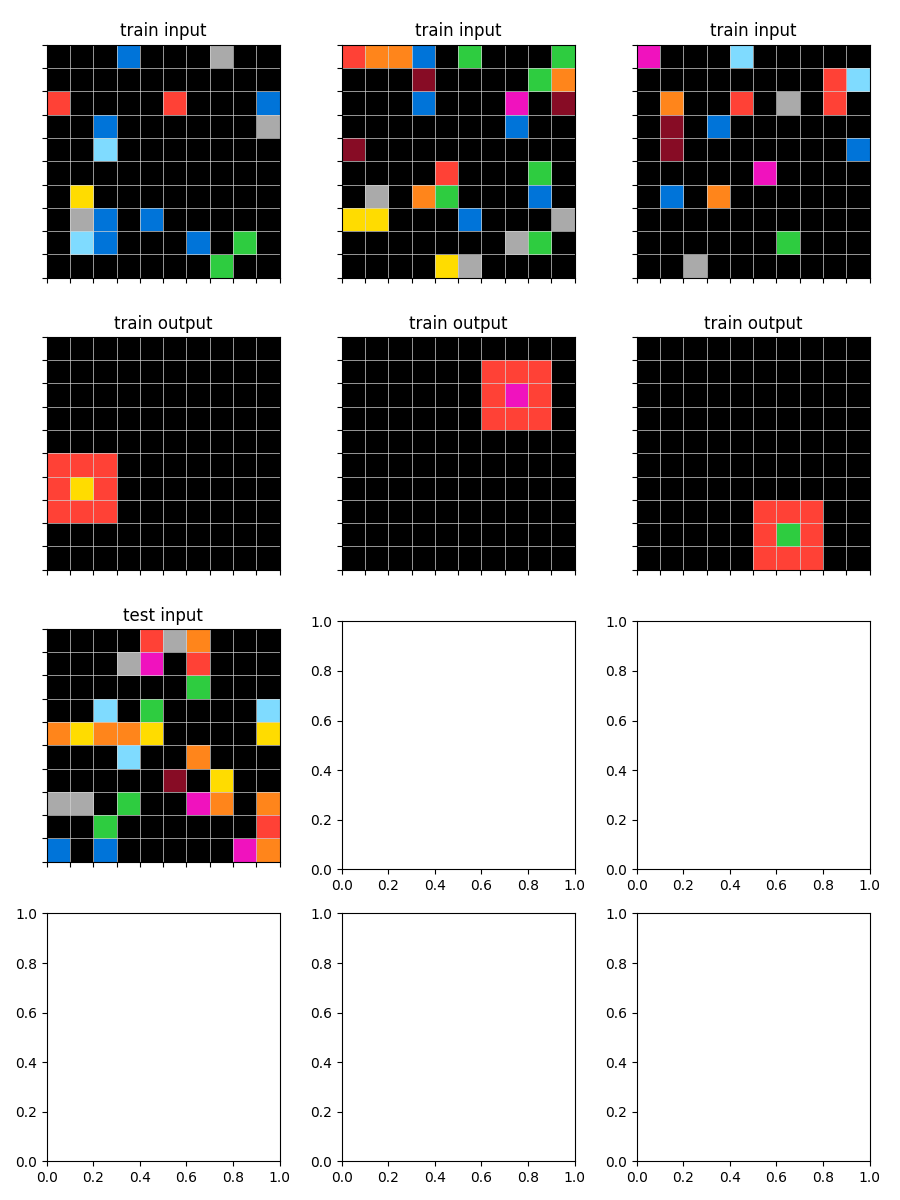 train input train input train input
train output train output train output
test input
1.0 1.0
0.8 0.8
0.6 0.6
0.4 0.4
0.2 0.2
0.0 0.0
0.0 0.2 0.4 0.6 0.8 1.0 0.0 0.2 0.4 0.6 0.8 1.0
1.0 1.0 1.0
0.8 0.8 0.8
0.6 0.6 0.6
0.4 0.4 0.4
0.2 0.2 0.2
0.0 0.0 0.0
0.0 0.2 0.4 0.6 0.8 1.0 0.0 0.2 0.4 0.6 0.8 1.0 0.0 0.2 0.4 0.6 0.8 1.0